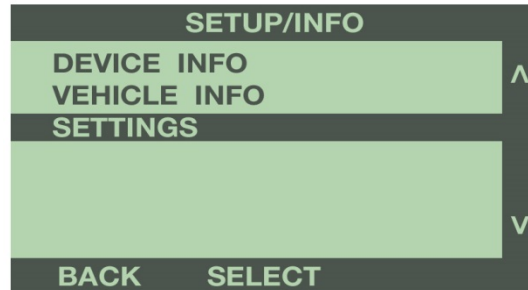 SETUP/INFO
DEVICE INFO
VEHICLE INFO
SETTINGS
BACK SELECT